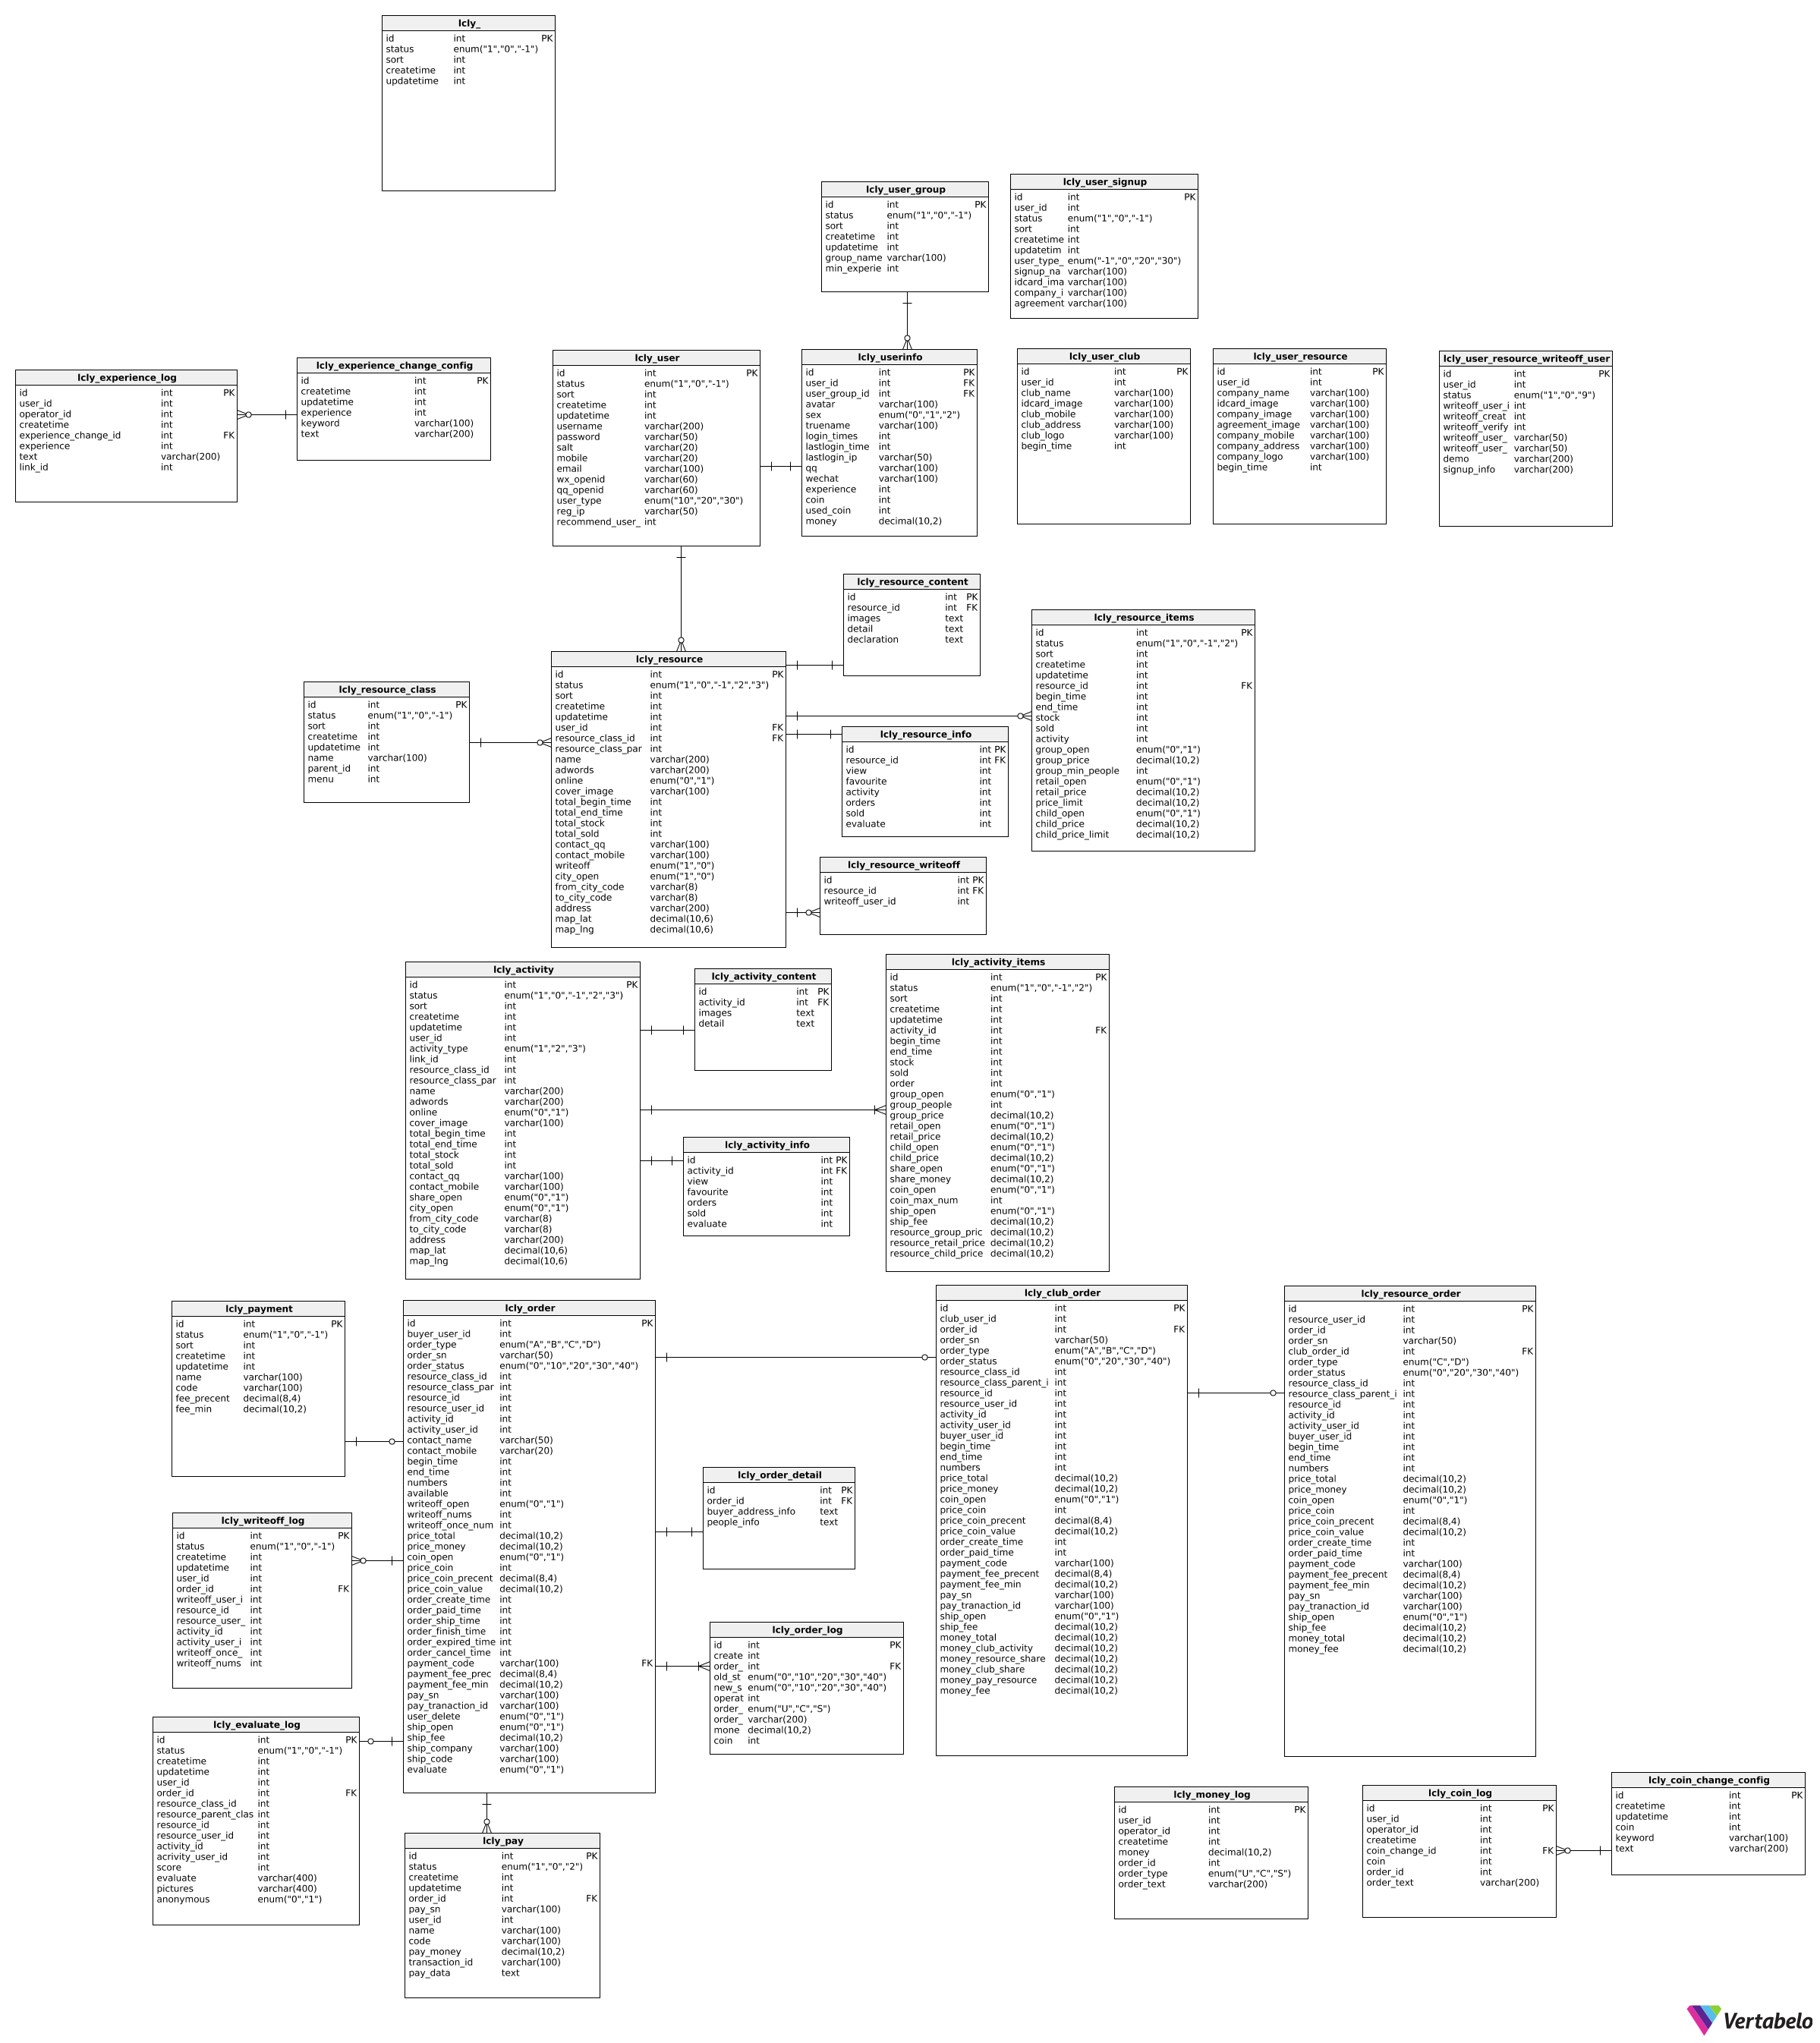 lcly_
id int PK
status enum("1","0","-1")
sort int
createtime int
updatetime int
lcly_user_group
id int PK
status enum("1","0","-1")
sort int
createtime int
updatetime int
group_name varchar(100)
min_experie int
lcly_user_signup
id int PK
user_id int
status enum("1","0","-1")
sort int
createtime int
updatetim int
user_type_ enum("-1","0","20","30")
signup_na varchar(100)
idcard_ima varchar(100)
company_i varchar(100)
agreement varchar(100)
lcly_experience_log
id int PK
user_id int
operator_id int
createtime int
experience_change_id int FK
experience int
text varchar(200)
link_id int
lcly_experience_change_config
id int PK
createtime int
updatetime int
experience int
keyword varchar(100)
text varchar(200)
lcly_user
id int PK
status enum("1","0","-1")
sort int
createtime int
updatetime int
username varchar(200)
password varchar(50)
salt varchar(20)
mobile varchar(20)
email varchar(100)
wx_openid varchar(60)
qq_openid varchar(60)
user_type enum("10","20","30")
reg_ip varchar(50)
recommend_user_ int
lcly_userinfo
id int PK
user_id int FK
user_group_id int FK
avatar varchar(100)
sex enum("0","1","2")
truename varchar(100)
login_times int
lastlogin_time int
lastlogin_ip varchar(50)
qq varchar(100)
wechat varchar(100)
experience int
coin int
used_coin int
money decimal(10,2)
lcly_user_club
id int PK
user_id int
club_name varchar(100)
idcard_image varchar(100)
club_mobile varchar(100)
club_address varchar(100)
club_logo varchar(100)
begin_time int
lcly_user_resource
id int PK
user_id int
company_name varchar(100)
idcard_image varchar(100)
company_image varchar(100)
agreement_image varchar(100)
company_mobile varchar(100)
company_address varchar(100)
company_logo varchar(100)
begin_time int
lcly_user_resource_writeoff_user
id int PK
user_id int
status enum("1","0","9")
writeoff_user_i int
writeoff_creat int
writeoff_verify int
writeoff_user_ varchar(50)
writeoff_user_ varchar(50)
demo varchar(200)
signup_info varchar(200)
lcly_resource_content
id int PK
resource_id int FK
images text
detail text
declaration text
lcly_resource_items
id int PK
status enum("1","0","-1","2")
sort int
createtime int
updatetime int
resource_id int FK
begin_time int
end_time int
stock int
sold int
activity int
group_open enum("0","1")
group_price decimal(10,2)
group_min_people int
retail_open enum("0","1")
retail_price decimal(10,2)
price_limit decimal(10,2)
child_open enum("0","1")
child_price decimal(10,2)
child_price_limit decimal(10,2)
lcly_resource_class
id int PK
status enum("1","0","-1")
sort int
createtime int
updatetime int
name varchar(100)
parent_id int
menu int
lcly_resource
id int PK
status enum("1","0","-1","2","3")
sort int
createtime int
updatetime int
user_id int FK
resource_class_id int FK
resource_class_par int
name varchar(200)
adwords varchar(200)
online enum("0","1")
cover_image varchar(100)
total_begin_time int
total_end_time int
total_stock int
total_sold int
contact_qq varchar(100)
contact_mobile varchar(100)
writeoff enum("1","0")
city_open enum("1","0")
from_city_code varchar(8)
to_city_code varchar(8)
address varchar(200)
map_lat decimal(10,6)
map_lng decimal(10,6)
lcly_resource_info
id int PK
resource_id int FK
view int
favourite int
activity int
orders int
sold int
evaluate int
lcly_resource_writeoff
id int PK
resource_id int FK
writeoff_user_id int
lcly_activity
id int PK
status enum("1","0","-1","2","3")
sort int
createtime int
updatetime int
user_id int
activity_type enum("1","2","3")
link_id int
resource_class_id int
resource_class_par int
name varchar(200)
adwords varchar(200)
online enum("0","1")
cover_image varchar(100)
total_begin_time int
total_end_time int
total_stock int
total_sold int
contact_qq varchar(100)
contact_mobile varchar(100)
share_open enum("0","1")
city_open enum("0","1")
from_city_code varchar(8)
to_city_code varchar(8)
address varchar(200)
map_lat decimal(10,6)
map_lng decimal(10,6)
lcly_activity_content
id int PK
activity_id int FK
images text
detail text
lcly_activity_items
id int PK
status enum("1","0","-1","2")
sort int
createtime int
updatetime int
activity_id int FK
begin_time int
end_time int
stock int
sold int
order int
group_open enum("0","1")
group_people int
group_price decimal(10,2)
retail_open enum("0","1")
retail_price decimal(10,2)
child_open enum("0","1")
child_price decimal(10,2)
share_open enum("0","1")
share_money decimal(10,2)
coin_open enum("0","1")
coin_max_num int
ship_open enum("0","1")
ship_fee decimal(10,2)
resource_group_pric decimal(10,2)
resource_retail_price decimal(10,2)
resource_child_price decimal(10,2)
lcly_activity_info
id int PK
activity_id int FK
view int
favourite int
orders int
sold int
evaluate int
lcly_payment
id int PK
status enum("1","0","-1")
sort int
createtime int
updatetime int
name varchar(100)
code varchar(100)
fee_precent decimal(8,4)
fee_min decimal(10,2)
lcly_order
id int PK
buyer_user_id int
order_type enum("A","B","C","D")
order_sn varchar(50)
order_status enum("0","10","20","30","40")
resource_class_id int
resource_class_par int
resource_id int
resource_user_id int
activity_id int
activity_user_id int
contact_name varchar(50)
contact_mobile varchar(20)
begin_time int
end_time int
numbers int
available int
writeoff_open enum("0","1")
writeoff_nums int
writeoff_once_num int
price_total decimal(10,2)
price_money decimal(10,2)
coin_open enum("0","1")
price_coin int
price_coin_precent decimal(8,4)
price_coin_value decimal(10,2)
order_create_time int
order_paid_time int
order_ship_time int
order_finish_time int
order_expired_time int
order_cancel_time int
payment_code varchar(100) FK
payment_fee_prec decimal(8,4)
payment_fee_min decimal(10,2)
pay_sn varchar(100)
pay_tranaction_id varchar(100)
user_delete enum("0","1")
ship_open enum("0","1")
ship_fee decimal(10,2)
ship_company varchar(100)
ship_code varchar(100)
evaluate enum("0","1")
lcly_club_order
id int PK
club_user_id int
order_id int FK
order_sn varchar(50)
order_type enum("A","B","C","D")
order_status enum("0","20","30","40")
resource_class_id int
resource_class_parent_i int
resource_id int
resource_user_id int
activity_id int
activity_user_id int
buyer_user_id int
begin_time int
end_time int
numbers int
price_total decimal(10,2)
price_money decimal(10,2)
coin_open enum("0","1")
price_coin int
price_coin_precent decimal(8,4)
price_coin_value decimal(10,2)
order_create_time int
order_paid_time int
payment_code varchar(100)
payment_fee_precent decimal(8,4)
payment_fee_min decimal(10,2)
pay_sn varchar(100)
pay_tranaction_id varchar(100)
ship_open enum("0","1")
ship_fee decimal(10,2)
money_total decimal(10,2)
money_club_activity decimal(10,2)
money_resource_share decimal(10,2)
money_club_share decimal(10,2)
money_pay_resource decimal(10,2)
money_fee decimal(10,2)
lcly_resource_order
id int PK
resource_user_id int
order_id int
order_sn varchar(50)
club_order_id int FK
order_type enum("C","D")
order_status enum("0","20","30","40")
resource_class_id int
resource_class_parent_i int
resource_id int
activity_id int
activity_user_id int
buyer_user_id int
begin_time int
end_time int
numbers int
price_total decimal(10,2)
price_money decimal(10,2)
coin_open enum("0","1")
price_coin int
price_coin_precent decimal(8,4)
price_coin_value decimal(10,2)
order_create_time int
order_paid_time int
payment_code varchar(100)
payment_fee_precent decimal(8,4)
payment_fee_min decimal(10,2)
pay_sn varchar(100)
pay_tranaction_id varchar(100)
ship_open enum("0","1")
ship_fee decimal(10,2)
money_total decimal(10,2)
money_fee decimal(10,2)
lcly_order_detail
id int PK
order_id int FK
buyer_address_info text
people_info text
lcly_writeoff_log
id int PK
status enum("1","0","-1")
createtime int
updatetime int
user_id int
order_id int FK
writeoff_user_i int
resource_id int
resource_user_ int
activity_id int
activity_user_i int
writeoff_once_ int
writeoff_nums int
lcly_order_log
id int PK
create int
order_ int FK
old_st enum("0","10","20","30","40")
new_s enum("0","10","20","30","40")
operat int
order_ enum("U","C","S")
order_ varchar(200)
mone decimal(10,2)
coin int
lcly_evaluate_log
id int PK
status enum("1","0","-1")
createtime int
updatetime int
user_id int
order_id int FK
resource_class_id int
resource_parent_clas int
resource_id int
resource_user_id int
activity_id int
acrivity_user_id int
score int
evaluate varchar(400)
pictures varchar(400)
anonymous enum("0","1")
lcly_pay
id int PK
status enum("1","0","2")
createtime int
updatetime int
order_id int FK
pay_sn varchar(100)
user_id int
name varchar(100)
code varchar(100)
pay_money decimal(10,2)
transaction_id varchar(100)
pay_data text
lcly_money_log
id int PK
user_id int
operator_id int
createtime int
money decimal(10,2)
order_id int
order_type enum("U","C","S")
order_text varchar(200)
lcly_coin_log
id int PK
user_id int
operator_id int
createtime int
coin_change_id int FK
coin int
order_id int
order_text varchar(200)
lcly_coin_change_config
id int PK
createtime int
updatetime int
coin int
keyword varchar(100)
text varchar(200)
Vertabelo